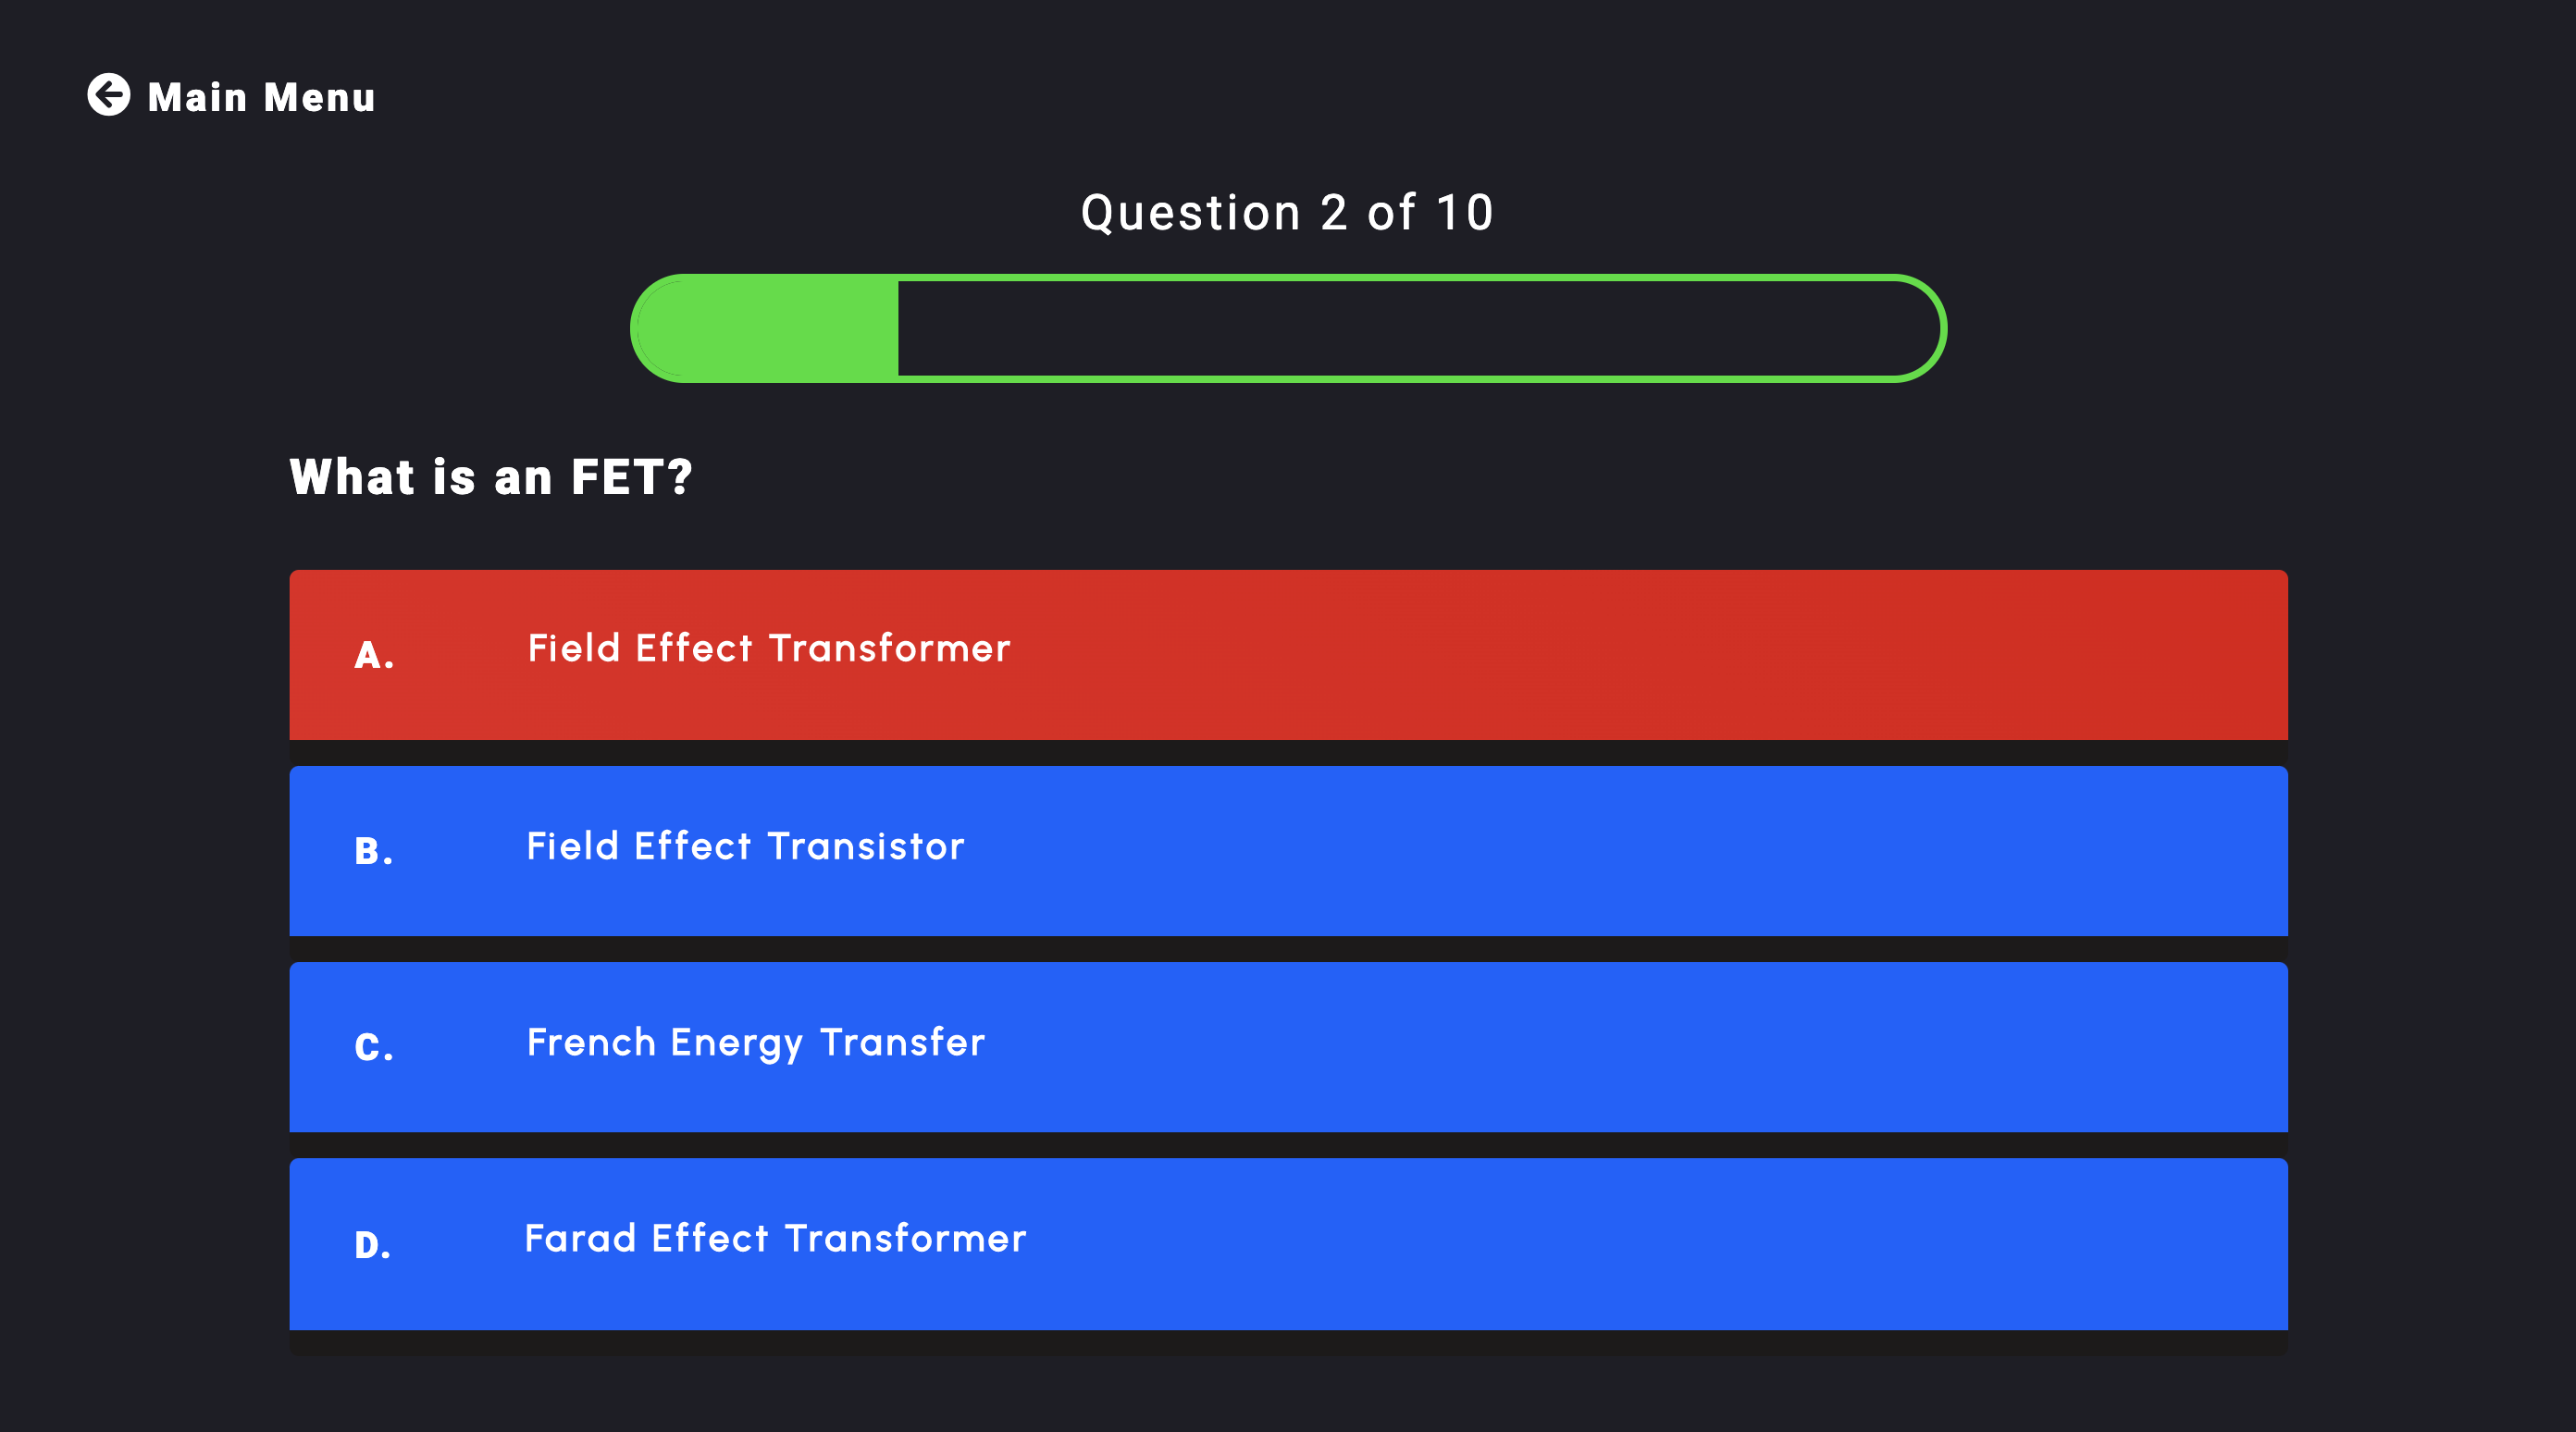 Main Menu
Question 2 of 10
What is an FET?
A. Field Effect Transformer
B. Field Effect Transistor
C. French Energy Transfer
D. Farad Effect Transformer